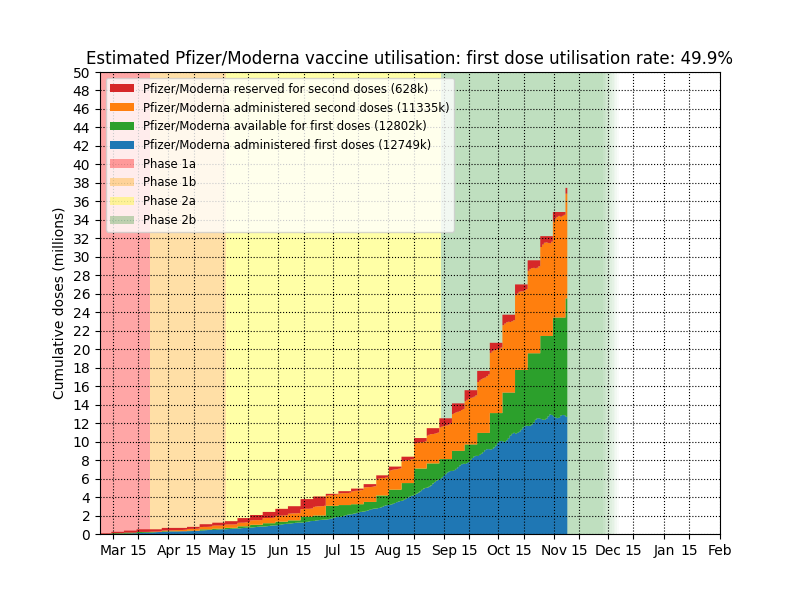 Estimated Pfizer/Moderna vaccine utilisation: first dose utilisation rate: 49.9%
Cumulative doses (millions)
50
48
46
44
42
40
38
36
34
32
30
28
26
24
22
20
18
16
14
12
10
8
6
4
2
0
Pfizer/Moderna reserved for second doses (628k)
Pfizer/Moderna administered second doses (11335k)
Pfizer/Moderna available for first doses (12802k)
Pfizer/Moderna administered first doses (12749k)
Phase 1a
Phase 1b
Phase 2a
Phase 2b
Mar 15 Apr 15 May 15 Jun 15 Jul 15 Aug 15 Sep 15 Oct 15 Nov 15 Dec 15 Jan 15 Feb